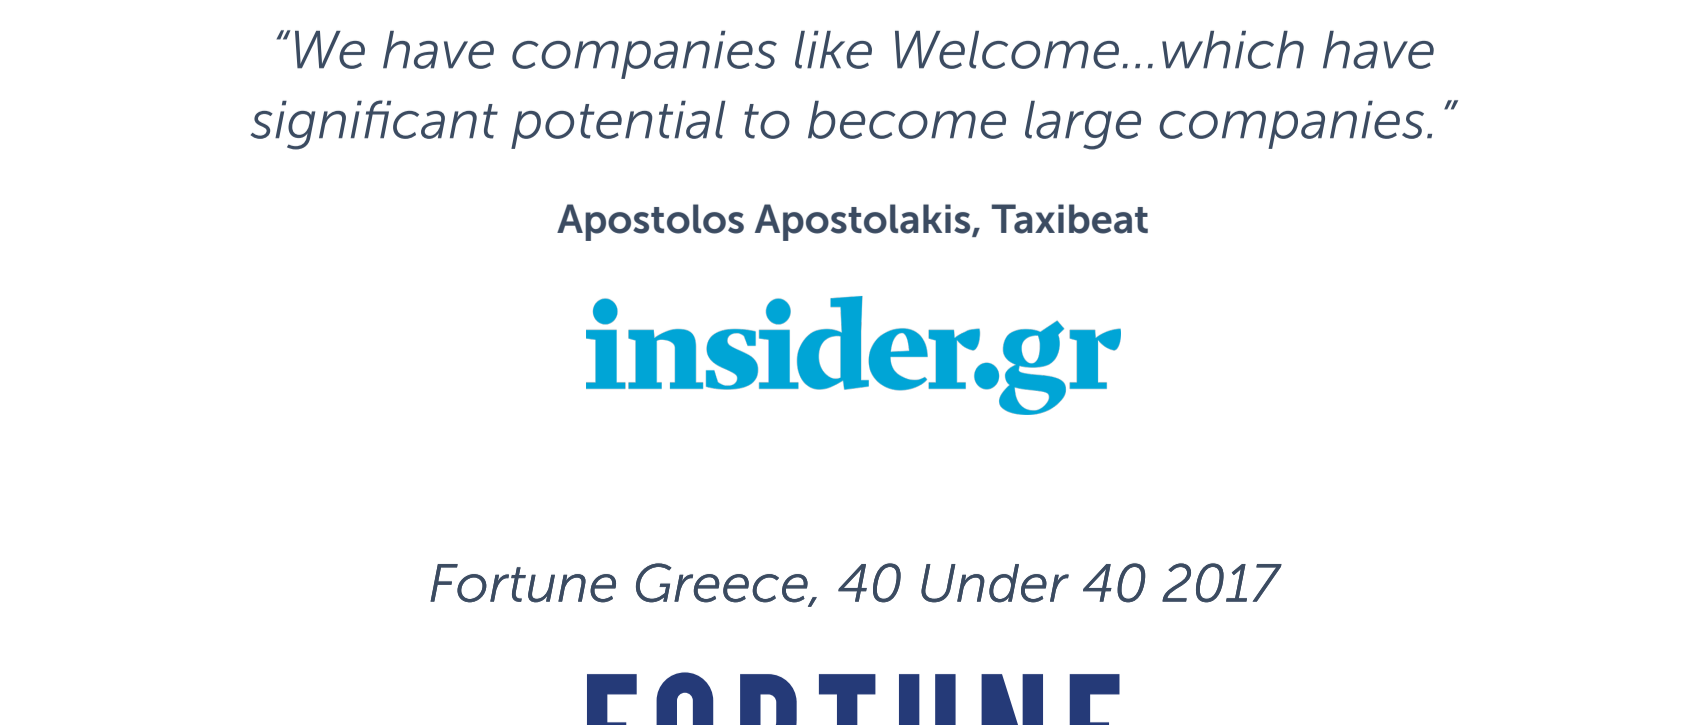 “We have companies like Welcome...which have
significant potential to become large companies.”
Apostolos Apostolakis, Taxibeat
insider.gr
Fortune Greece, 40 Under 40 2017
FORTUNE